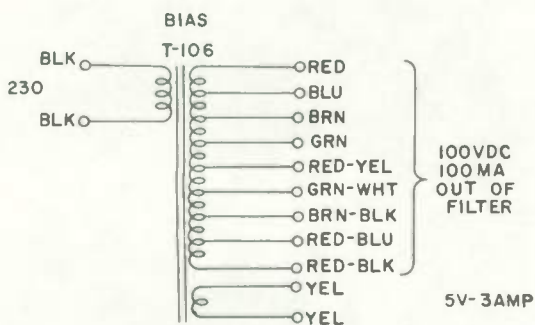 BIAS
T-106
BLK
230
BLK
RED
BLU
BRN
GRN
RED-YEL
GRN-WHT
BRN-BLK
RED-BLU
RED-BLK
100VDC
100MA
OUT OF
FILTER
YEL
5V-3AMP
YEL